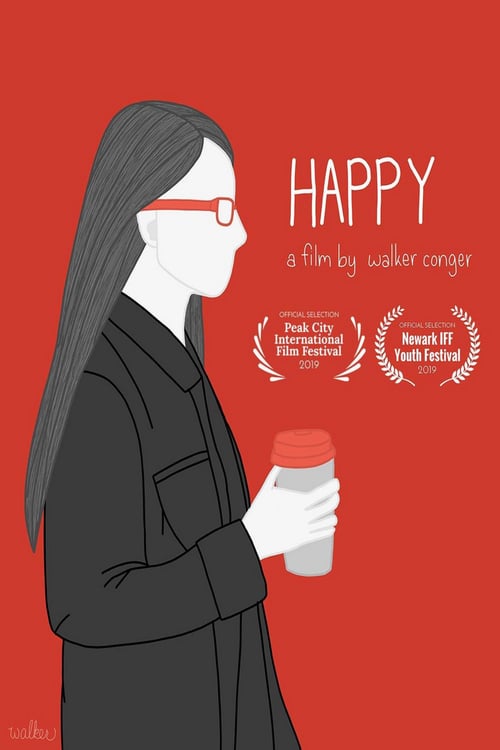 HAPPY
a film by walker conger
OFFICIAL SELECTION
Peak City
International
Film Festival
2019
OFFICIAL SELECTION
Newark IFF
Youth Festival
2019
walker